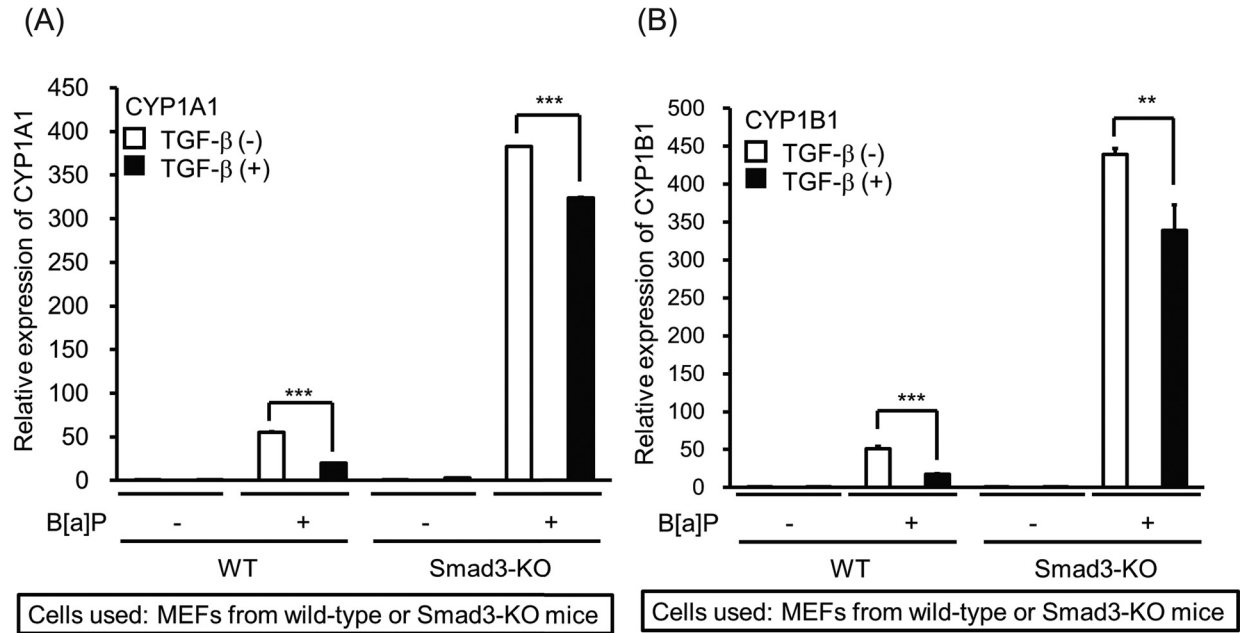 (A)
Relative expression of CYP1A1
450
400
350
300
250
200
150
100
50
0
CYP1A1
TGF-β (-)
TGF-β (+)
***
***
B[a]P - + - +
WT Smad3-KO
Cells used: MEFs from wild-type or Smad3-KO mice
(B)
Relative expression of CYP1B1
500
450
400
350
300
250
200
150
100
50
0
CYP1B1
TGF-β (-)
TGF-β (+)
***
**
B[a]P - + - +
WT Smad3-KO
Cells used: MEFs from wild-type or Smad3-KO mice